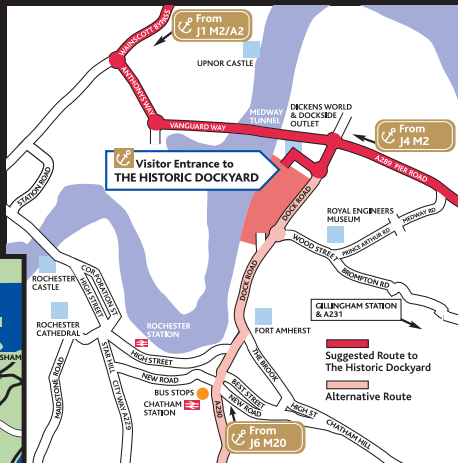 From
J1 M2/A2
WAINSCOTT BYPASS
UPNOR CASTLE
ANTHONYS WAY
MEDWAY
TUNNEL
DICKENS WORLD
& DOCKSIDE
OUTLET
VANGUARD WAY
From
J4 M2
Visitor Entrance to
THE HISTORIC DOCKYARD
A289 PIER ROAD
STATION ROAD
DOCK ROAD
ROYAL ENGINEERS
MUSEUM
MEDWAY RD
PRINCE ARTHUR RD
WOOD STREET
BROMPTON RD
ROCHESTER
CASTLE
CORPORATION ST
HIGH STREET
DOCK ROAD
GILLINGHAM STATION
& A231
ROCHESTER
CATHEDRAL
ROCHESTER
STATION
FORT AMHERST
SHAM
Suggested Route to
The Historic Dockyard
HIGH STREET
THE BROOK
MAIDSTONE ROAD
STAR HILL
CITY WAY A229
NEW ROAD
Alternative Route
BUS STOPS
BEST STREET
NEW ROAD
CHATHAM
STATION
A230
HIGH ST
CHATHAM HILL
From
J6 M20